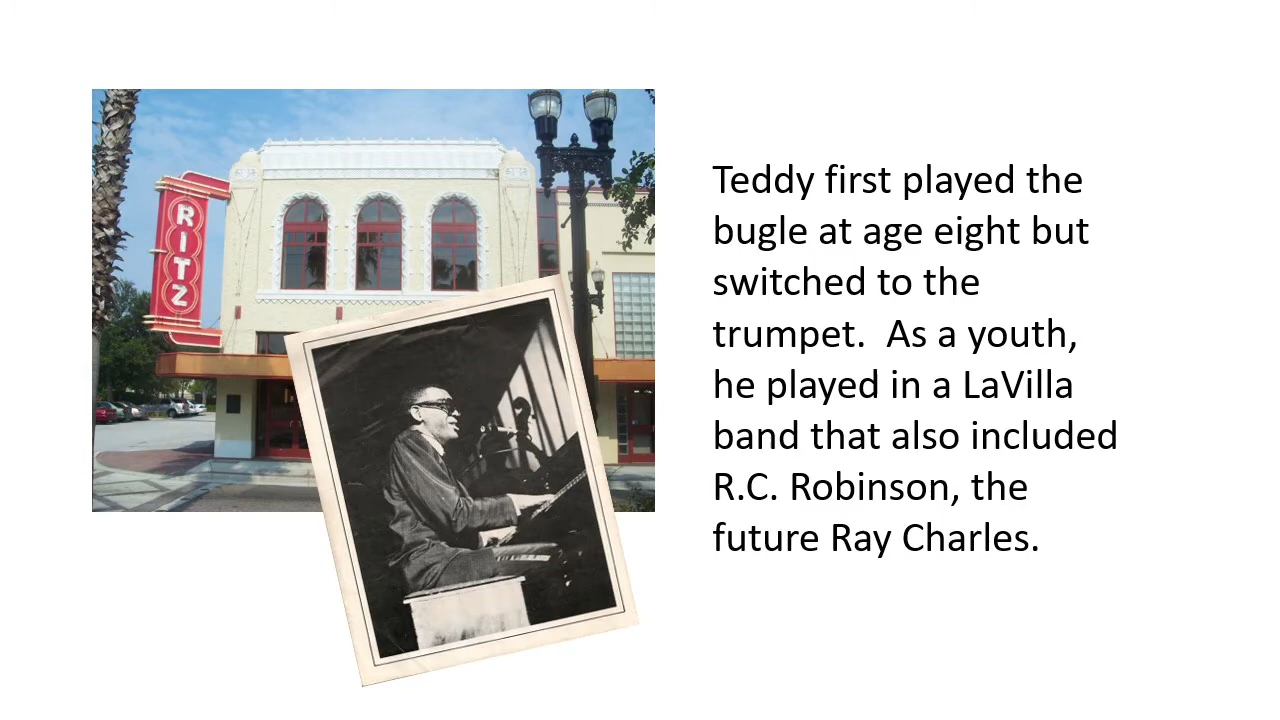 RITZ
Teddy first played the
bugle at age eight but
switched to the
trumpet.  As a youth,
he played in a LaVilla
band that also included
R.C. Robinson, the
future Ray Charles.